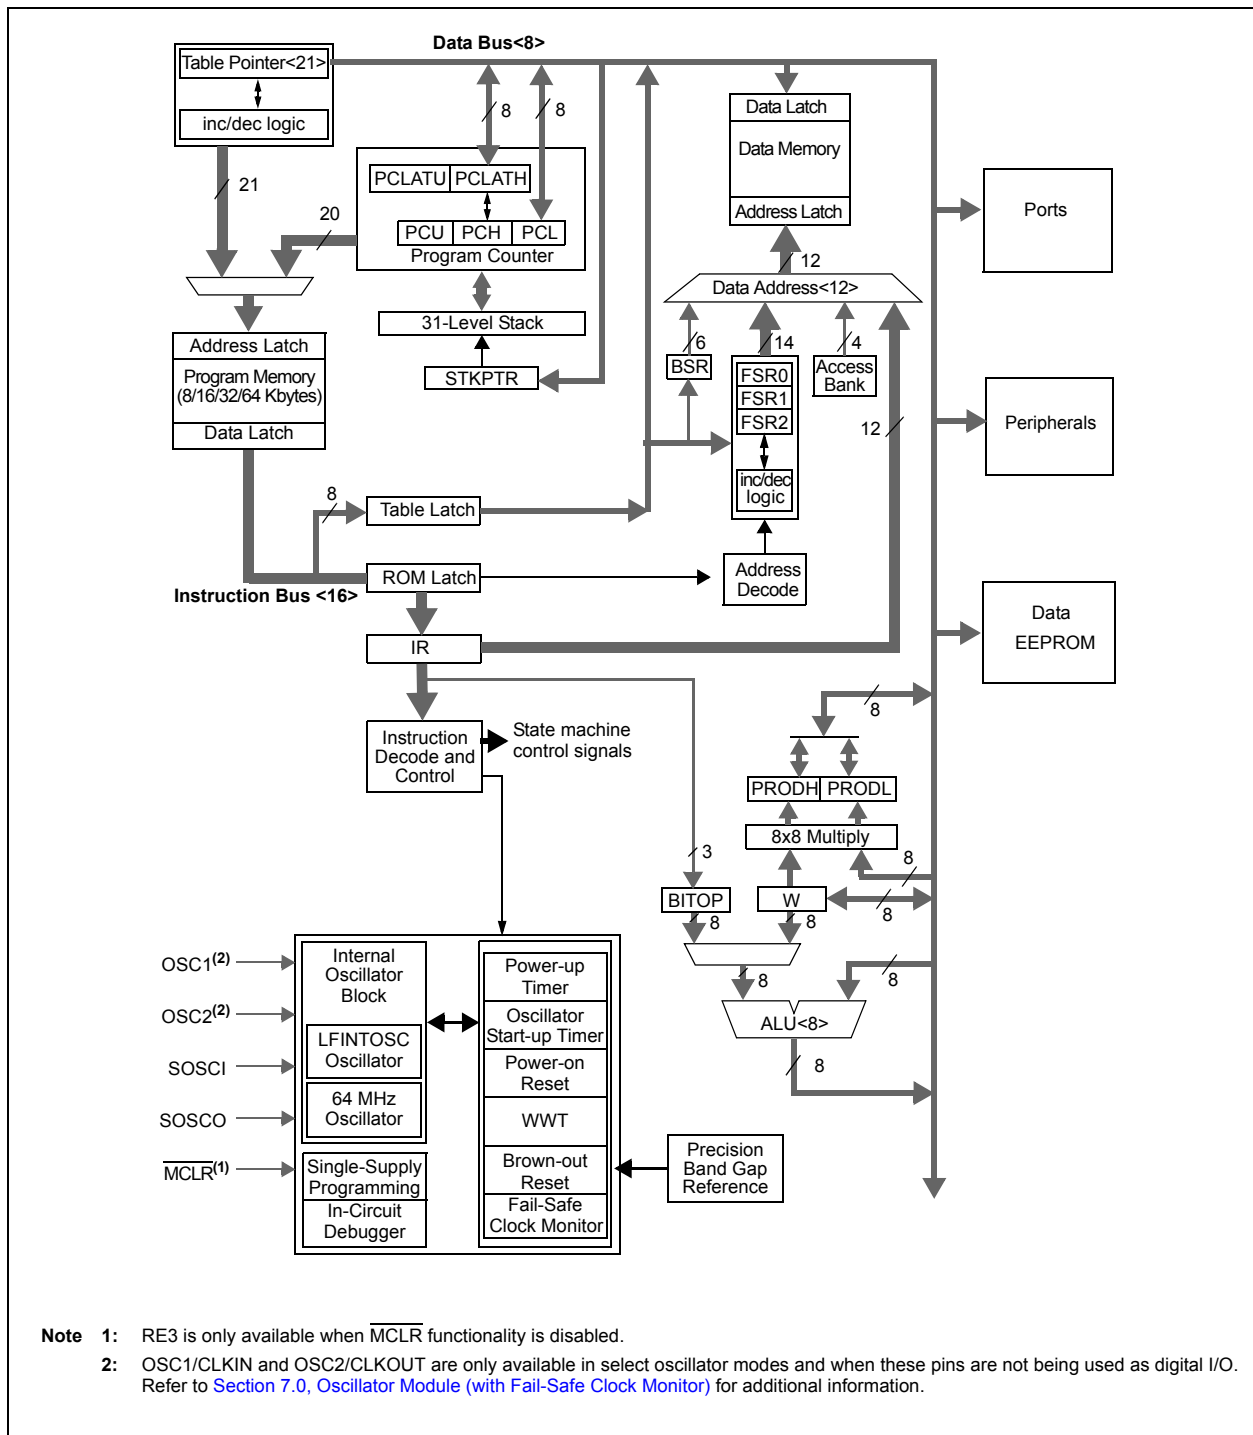 Data Bus<8>
Table Pointer<21>
inc/dec logic
21
20
8
8
PCLATU
PCLATH
PCU
PCH
PCL
Program Counter
31-Level Stack
STKPTR
Address Latch
Program Memory
(8/16/32/64 Kbytes)
Data Latch
8
Table Latch
ROM Latch
Instruction Bus <16>
IR
Instruction
Decode and
Control
State machine
control signals
Data Latch
Data Memory
Address Latch
12
Data Address<12>
6
14
4
BSR
FSR0
FSR1
FSR2
inc/dec
logic
Access
Bank
12
Address
Decode
Ports
Peripherals
Data
EEPROM
8
PRODH
PRODL
8x8 Multiply
3
8
BITOP
W
8
8
8
8
8
ALU<8>
8
OSC1(2)
OSC2(2)
SOSCI
SOSCO
MCLR(1)
Internal
Oscillator
Block
LFINTOSC
Oscillator
64 MHz
Oscillator
Single-Supply
Programming
In-Circuit
Debugger
Power-up
Timer
Oscillator
Start-up Timer
Power-on
Reset
WWT
Brown-out
Reset
Fail-Safe
Clock Monitor
Precision
Band Gap
Reference
Note 1: RE3 is only available when MCLR functionality is disabled.
2: OSC1/CLKIN and OSC2/CLKOUT are only available in select oscillator modes and when these pins are not being used as digital I/O.
Refer to Section 7.0, Oscillator Module (with Fail-Safe Clock Monitor) for additional information.